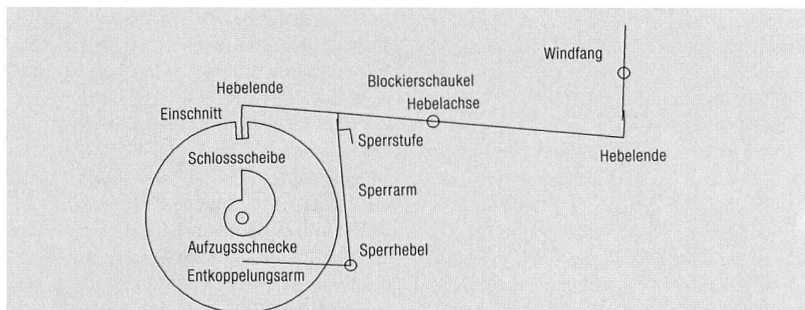 Windfang
Blockierschaukel
Hebelende
Hebelachse
Einschnitt
Sperrstufe
Hebelende
Schlossscheibe
Sperrarm
Aufzugsschnecke
Sperrhebel
Entkoppelungsarm